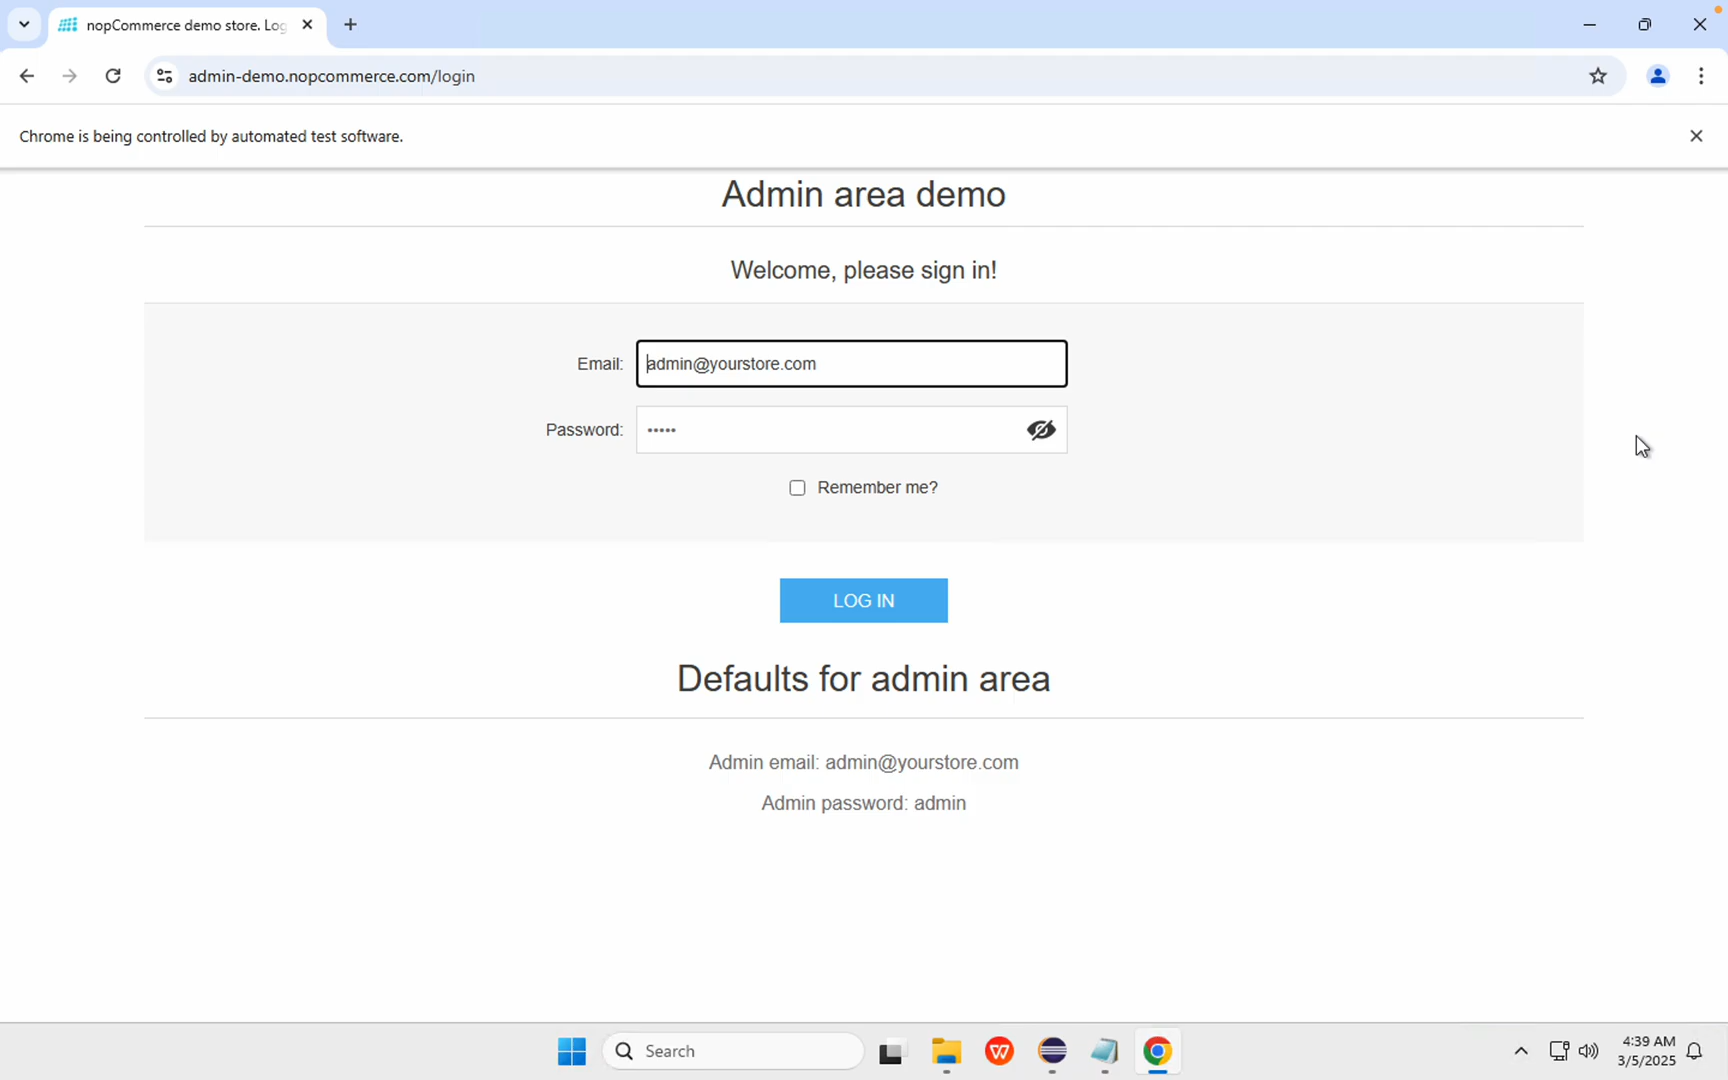 nopCommerce demo store. Log
admin-demo.nopcommerce.com/login
Chrome is being controlled by automated test software.
Admin area demo
Welcome, please sign in!
Email: admin@yourstore.com
Password: •••••
Remember me?
LOG IN
Defaults for admin area
Admin email: admin@yourstore.com
Admin password: admin
Search
4:39 AM
3/5/2025